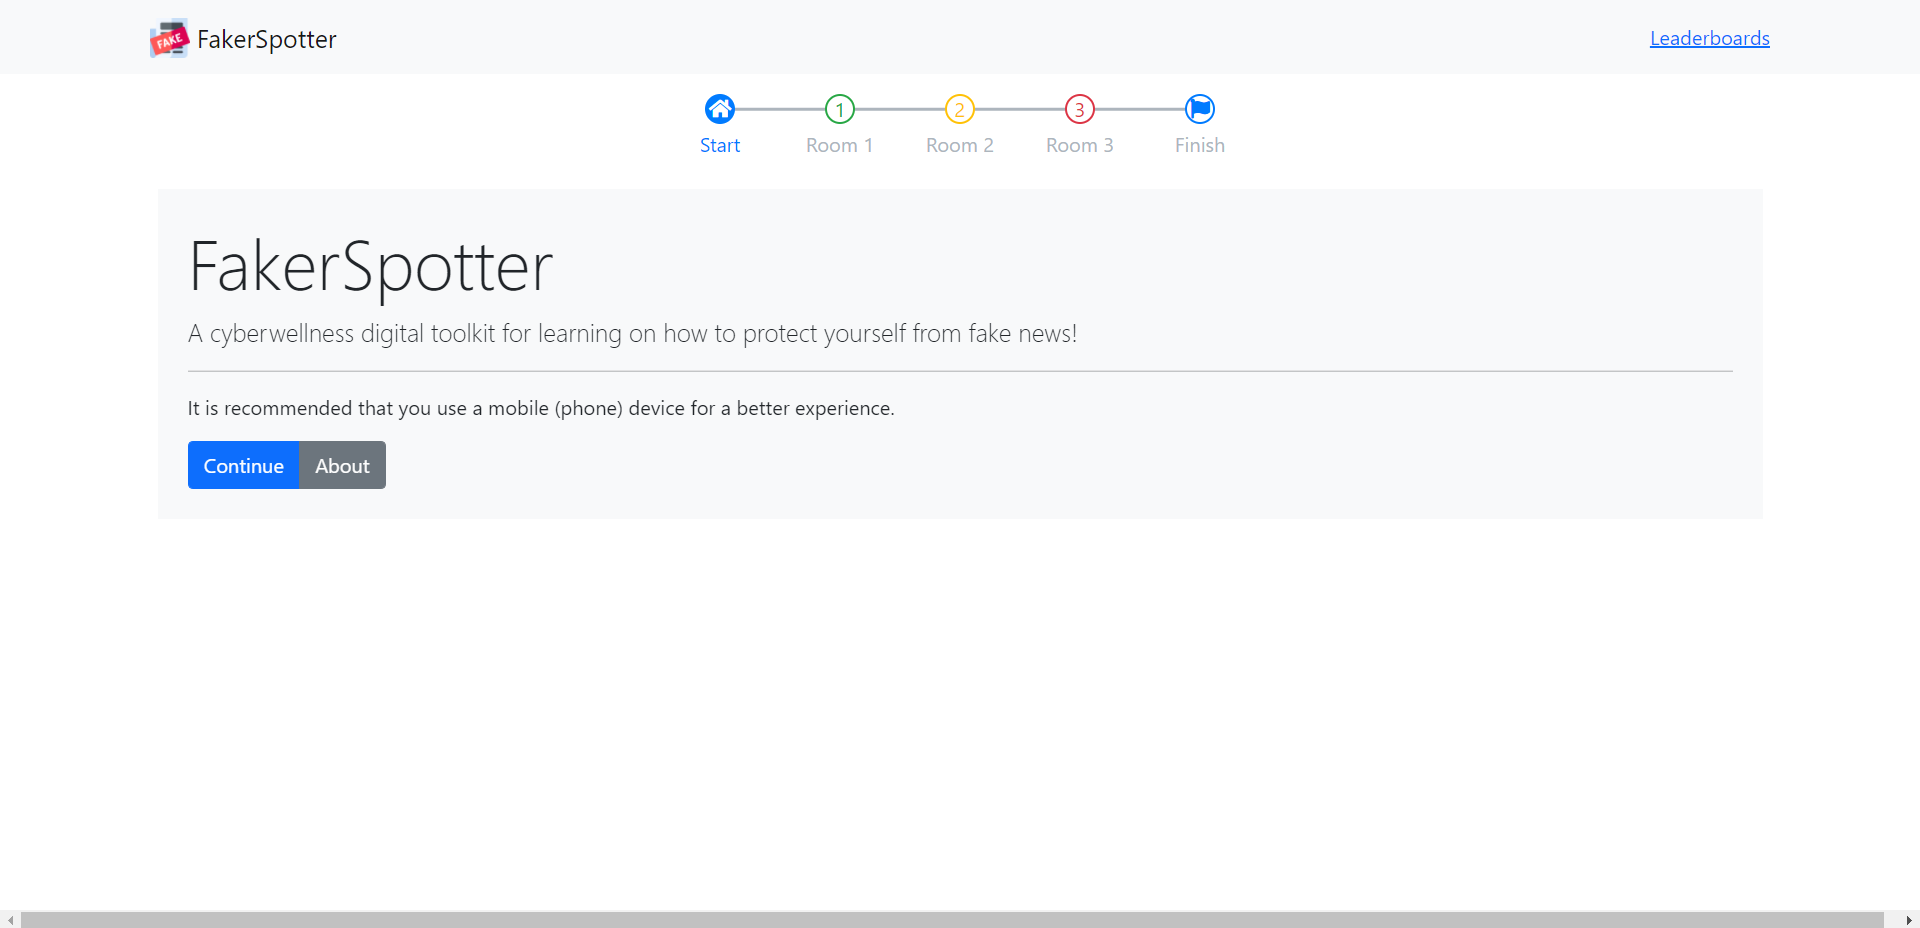 FAKE FakerSpotter
Leaderboards
1 2 3
Start Room 1 Room 2 Room 3 Finish
FakerSpotter
A cyberwellness digital toolkit for learning on how to protect yourself from fake news!
It is recommended that you use a mobile (phone) device for a better experience.
Continue About